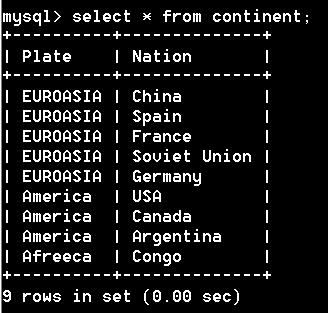 mysql> select * from continent;
+----------+--------------+
| Plate    | Nation       |
+----------+--------------+
| EUROASIA | China        |
| EUROASIA | Spain        |
| EUROASIA | France       |
| EUROASIA | Soviet Union |
| EUROASIA | Germany      |
| America  | USA          |
| America  | Canada       |
| America  | Argentina    |
| Afreeca  | Congo        |
+----------+--------------+
9 rows in set (0.00 sec)